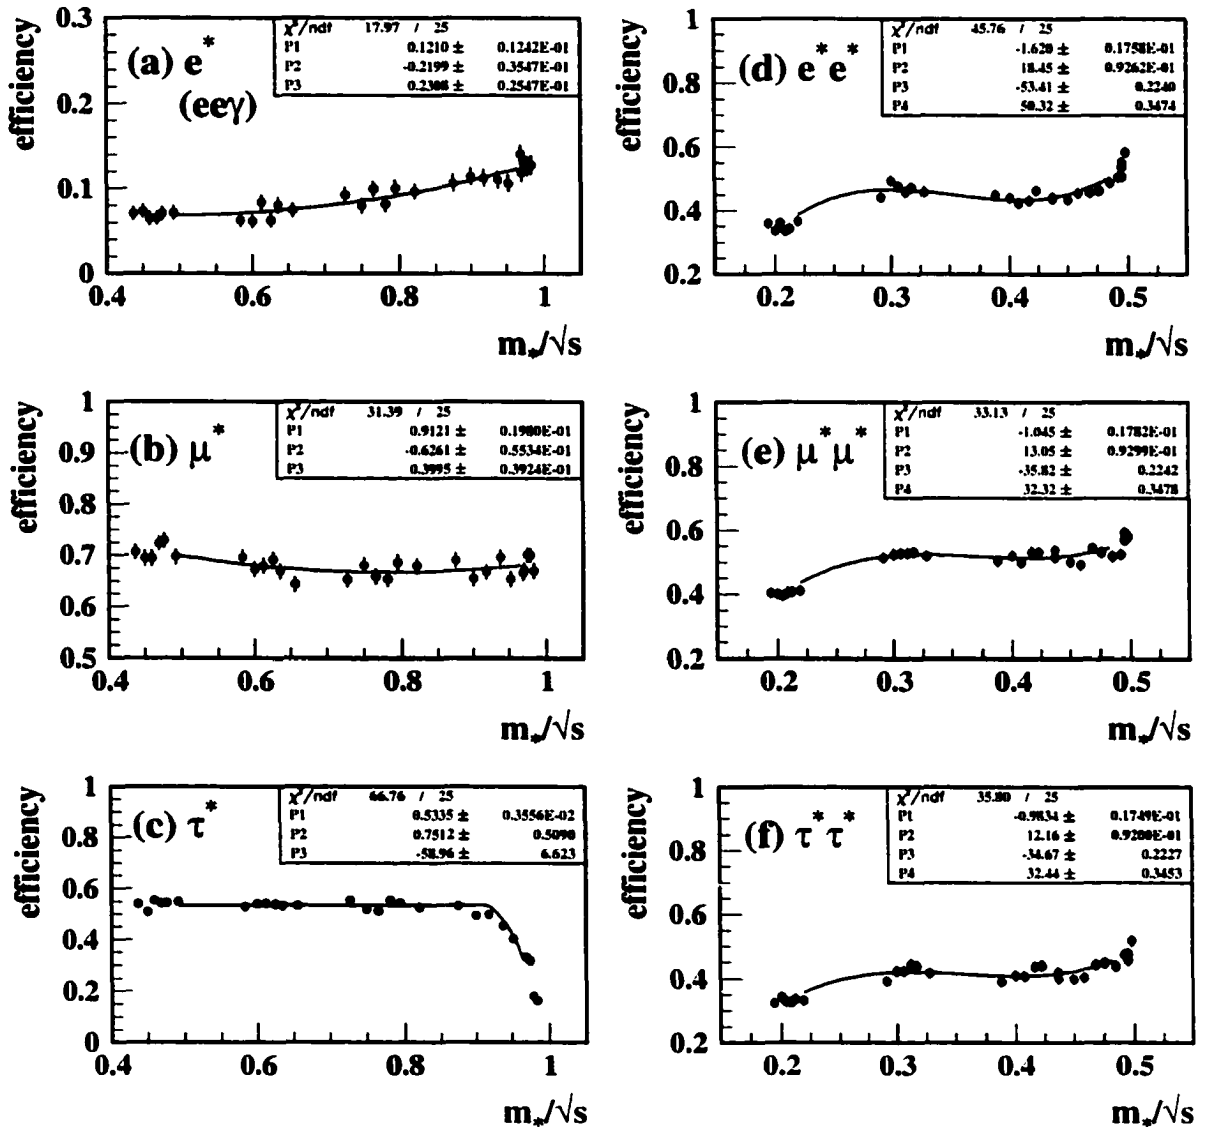 efficiency
0.3
0.2
0.1
0
(a) e*
(eeγ)
χ²/ndf 17.97 / 25
P1 0.1210 ± 0.1242E-01
P2 -0.2199 ± 0.3547E-01
P3 0.2308 ± 0.2547E-01
0.4 0.6 0.8 1
m*/√s
efficiency
1
0.8
0.6
0.4
0.2
(d) e*e*
χ²/ndf 45.76 / 25
P1 -1.620 ± 0.1758E-01
P2 18.45 ± 0.9262E-01
P3 -53.41 ± 0.2240
P4 50.32 ± 0.3474
0.2 0.3 0.4 0.5
m*/√s
efficiency
1
0.9
0.8
0.7
0.6
0.5
(b) μ*
χ²/ndf 31.39 / 25
P1 0.9121 ± 0.1980E-01
P2 -0.6261 ± 0.5534E-01
P3 0.3995 ± 0.3924E-01
0.4 0.6 0.8 1
m*/√s
efficiency
1
0.8
0.6
0.4
0.2
(e) μ*μ*
χ²/ndf 33.13 / 25
P1 -1.045 ± 0.1782E-01
P2 13.05 ± 0.9299E-01
P3 -35.82 ± 0.2242
P4 32.32 ± 0.3478
0.2 0.3 0.4 0.5
m*/√s
efficiency
1
0.8
0.6
0.4
0.2
0
(c) τ*
χ²/ndf 66.76 / 25
P1 0.5335 ± 0.3556E-02
P2 0.7512 ± 0.5090
P3 -58.96 ± 6.623
0.4 0.6 0.8 1
m*/√s
efficiency
1
0.8
0.6
0.4
0.2
(f) τ*τ*
χ²/ndf 35.80 / 25
P1 -0.9834 ± 0.1749E-01
P2 12.16 ± 0.9200E-01
P3 -34.67 ± 0.2227
P4 32.44 ± 0.3453
0.2 0.3 0.4 0.5
m*/√s